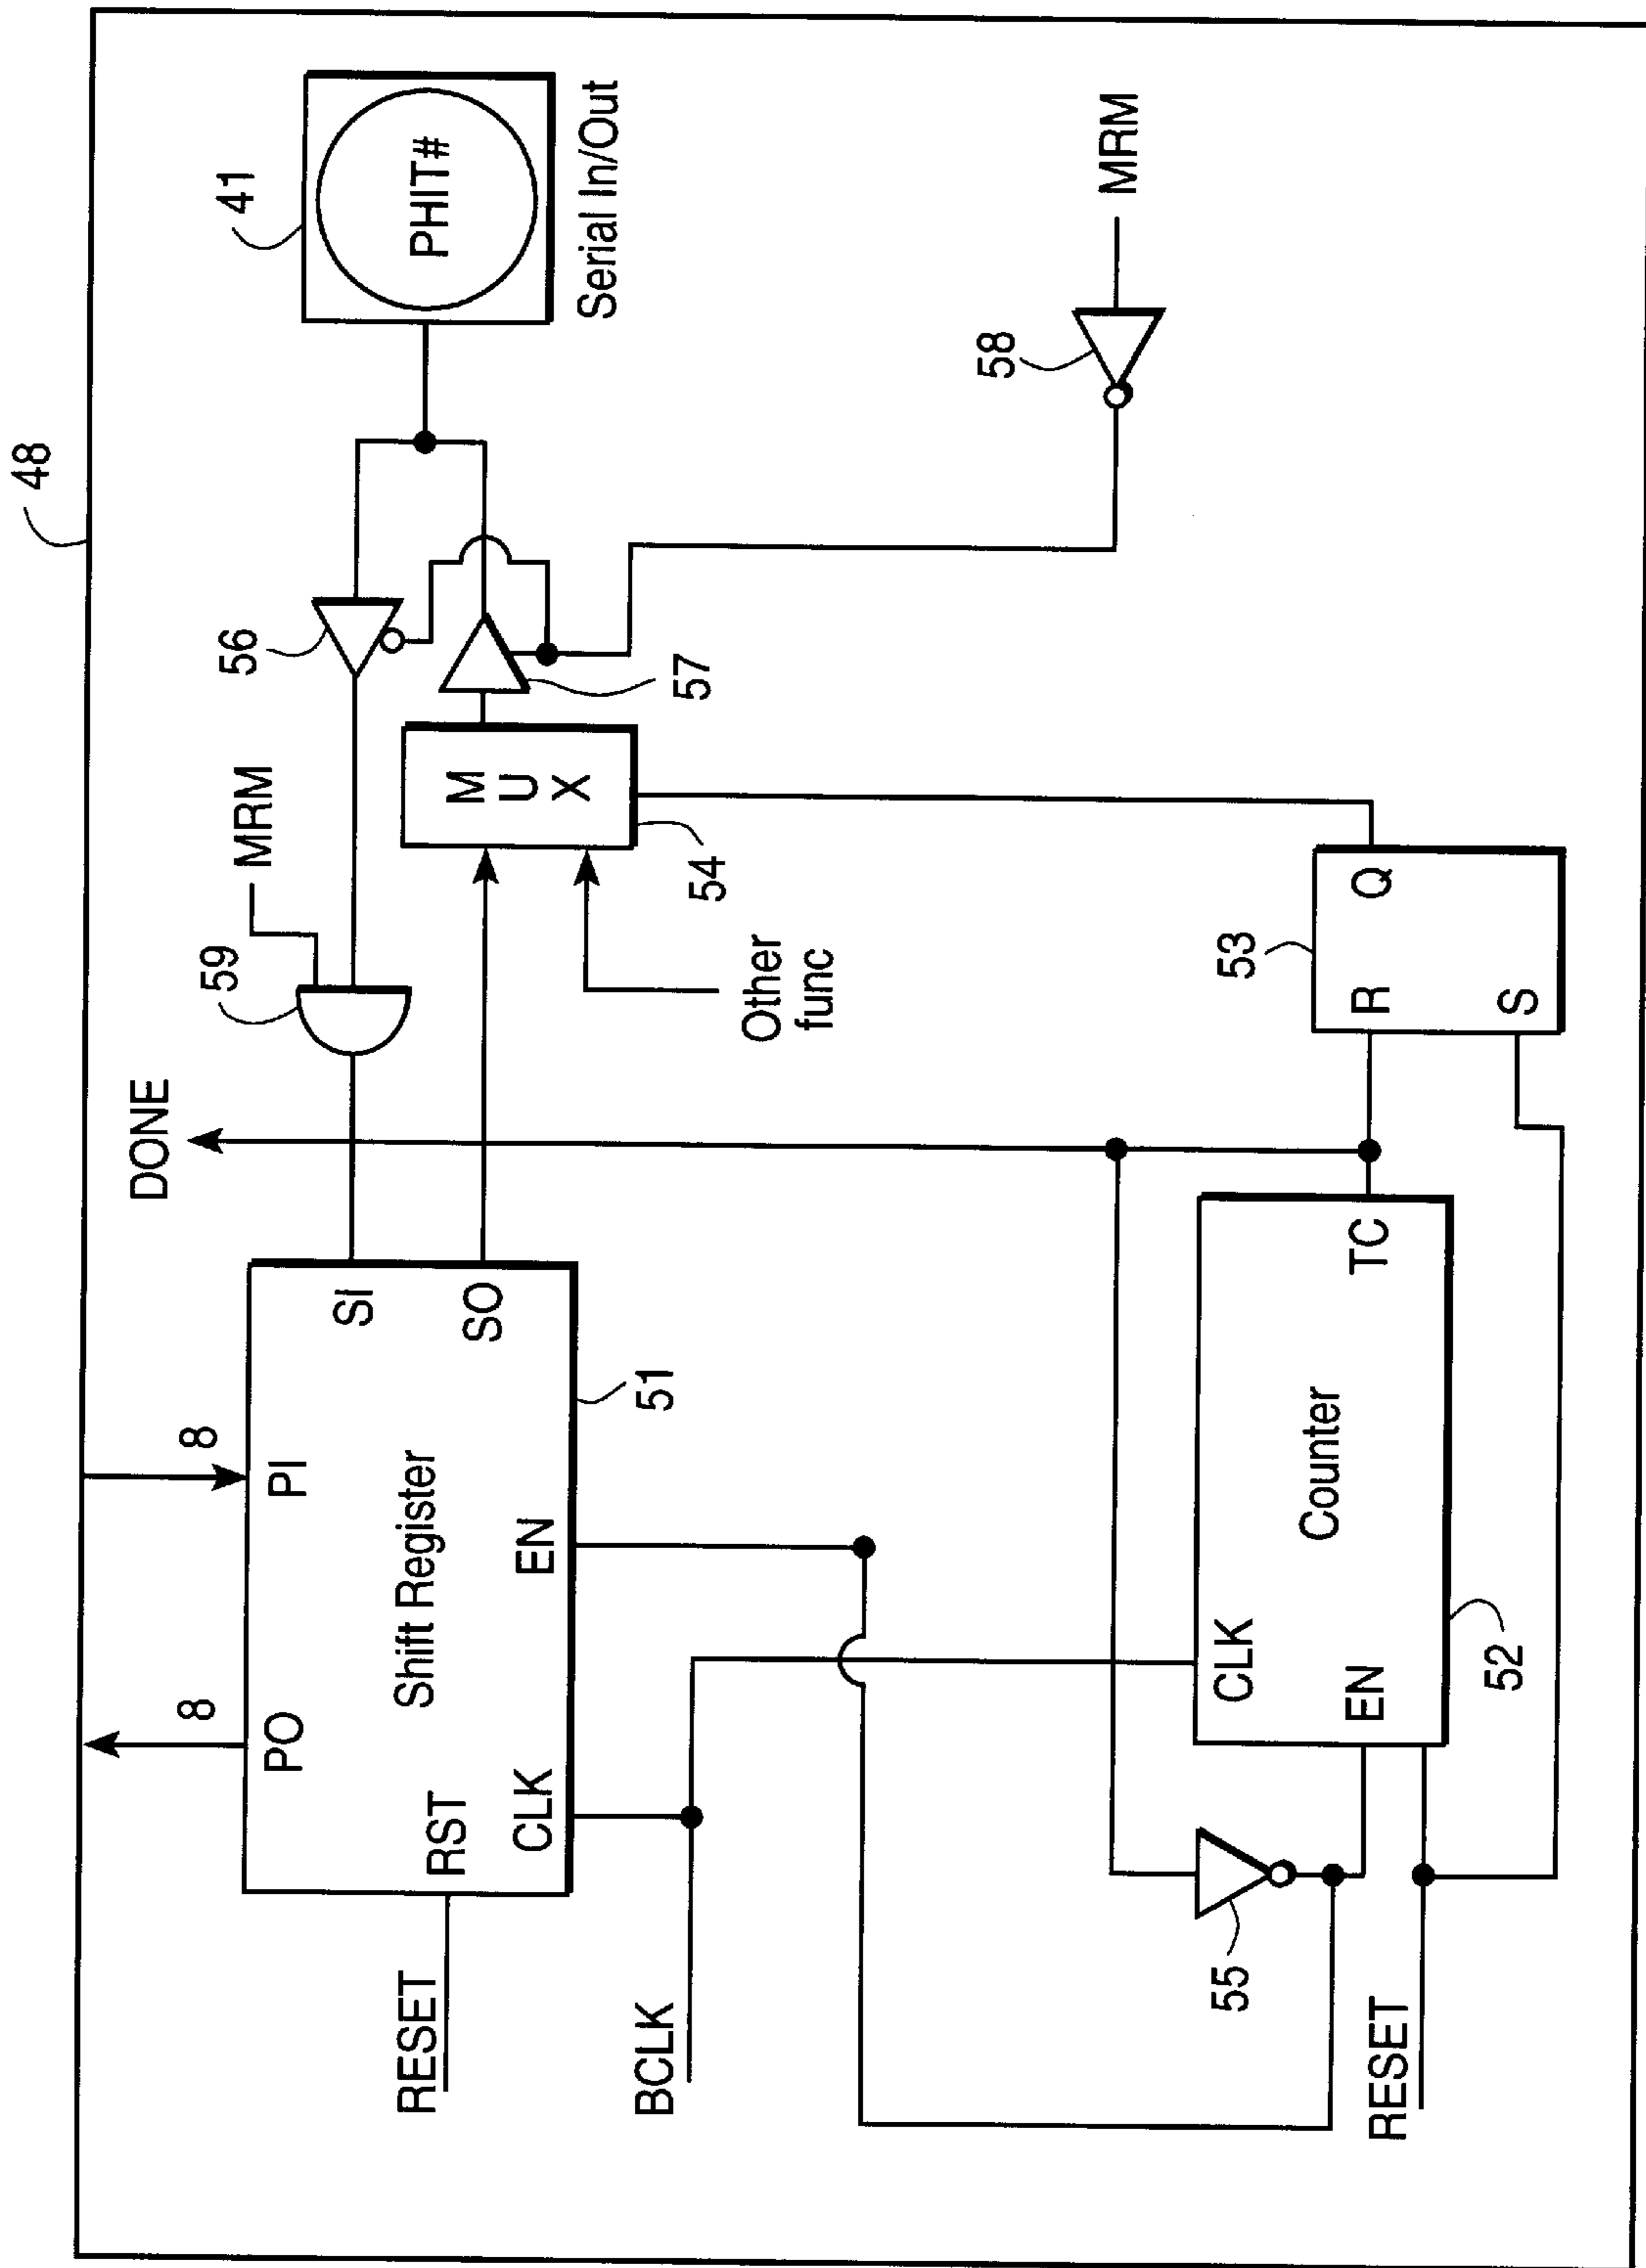 48
41
PHIT#
Serial In/Out
MRM
58
56
57
MRM
59
M
U
X
54
Other
func
53
R
Q
S
DONE
8
8
PO
PI
SI
SO
RST
CLK
EN
Shift Register
51
RESET
BCLK
CLK
EN
TC
Counter
52
55
RESET